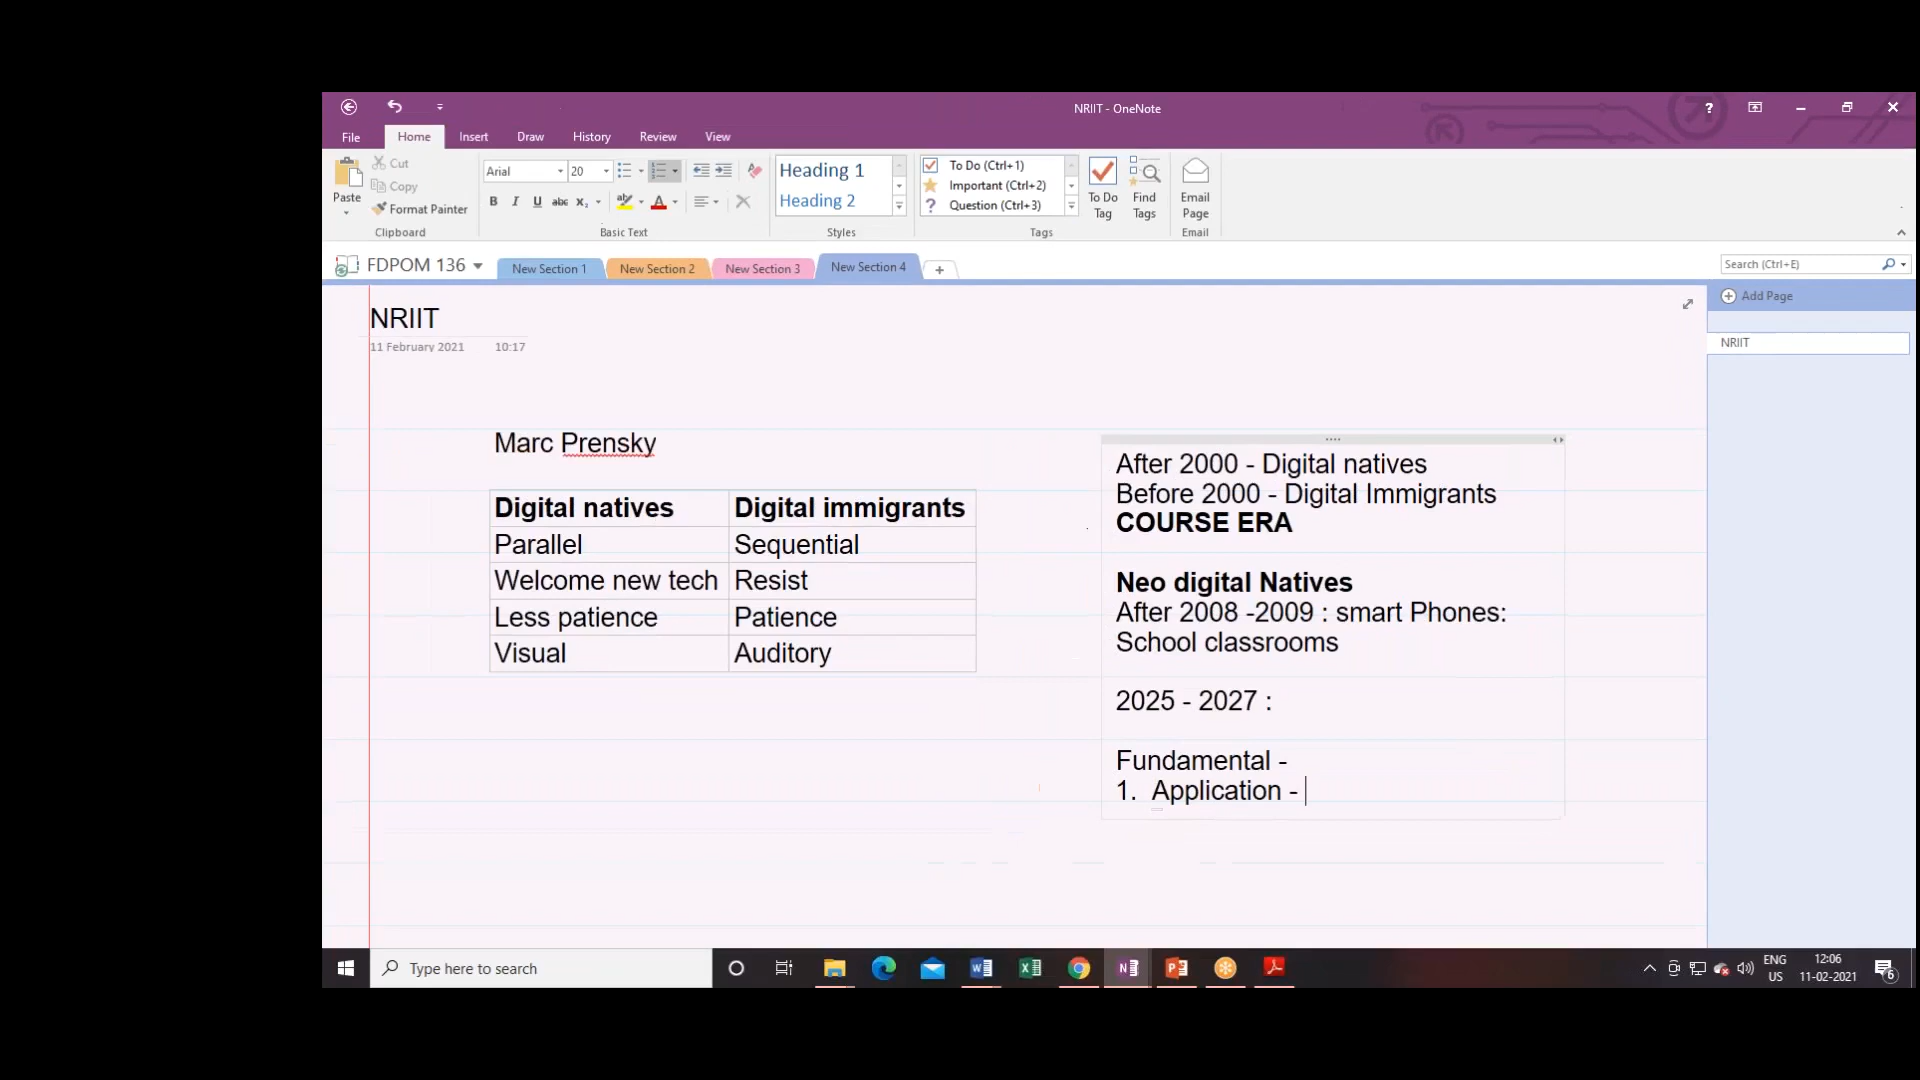 NRIIT - OneNote
?
File Home Insert Draw History Review View
Paste
Cut
Copy
Format Painter
Clipboard
Arial 20
B I U abc x,
A
Basic Text
Heading 1
Heading 2
Styles
To Do (Ctrl+1)
Important (Ctrl+2)
? Question (Ctrl+3)
To Do Tag
Find Tags
Tags
Email Page
Email
FDPOM 136 New Section 1 New Section 2 New Section 3 New Section 4 +
Search (Ctrl+E)
Add Page
NRIIT
NRIIT
11 February 2021 10:17
Marc Prensky
Digital natives Digital immigrants
Parallel Sequential
Welcome new tech Resist
Less patience Patience
Visual Auditory
After 2000 - Digital natives
Before 2000 - Digital Immigrants
COURSE ERA
Neo digital Natives
After 2008 -2009 : smart Phones:
School classrooms
2025 - 2027 :
Fundamental -
1. Application -
Type here to search
ENG
US
12:06
11-02-2021
6